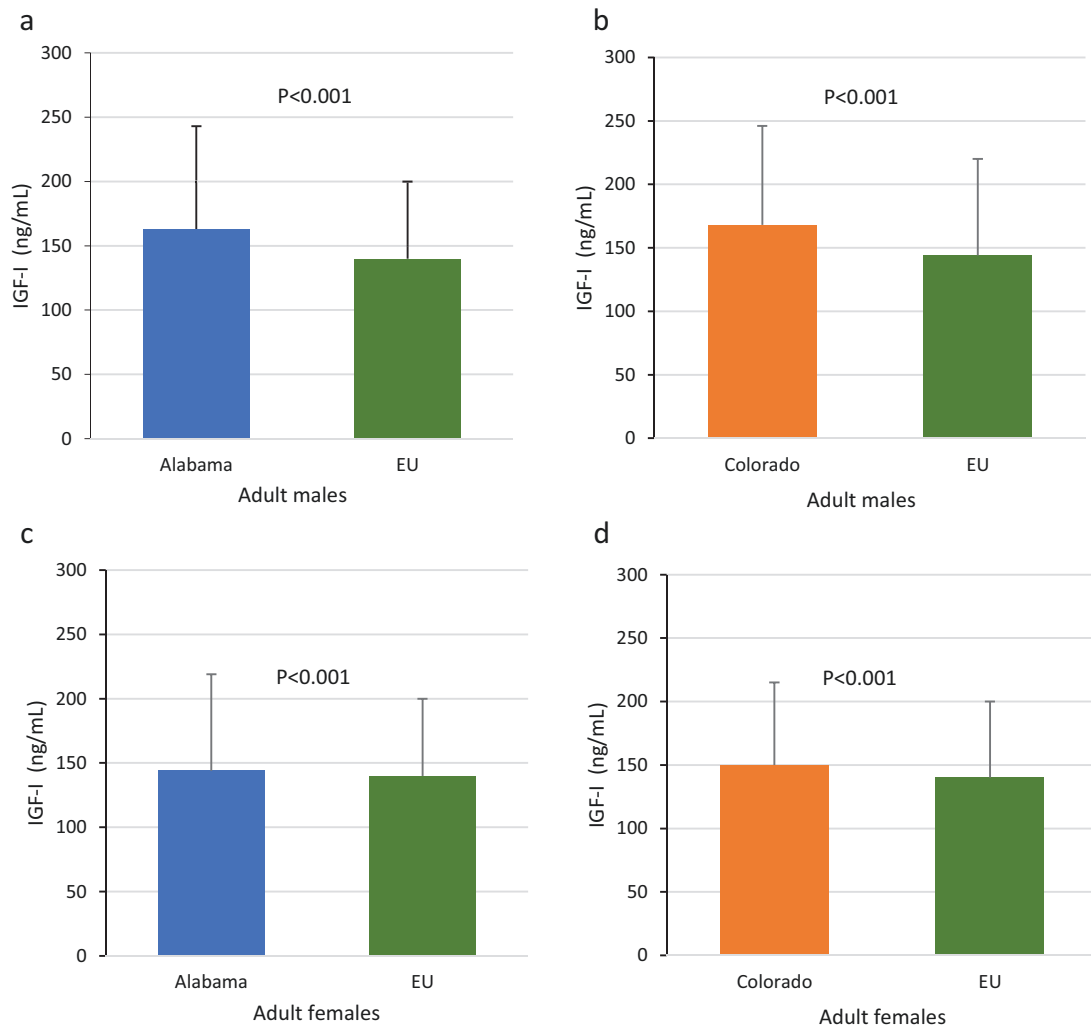 a
300
250
200
150
100
50
0
IGF-I (ng/mL)
P<0.001
Alabama
EU
Adult males
b
300
250
200
150
100
50
0
IGF-I (ng/mL)
P<0.001
Colorado
EU
Adult males
c
300
250
200
150
100
50
0
IGF-I (ng/mL)
P<0.001
Alabama
EU
Adult females
d
300
250
200
150
100
50
0
IGF-I (ng/mL)
P<0.001
Colorado
EU
Adult females